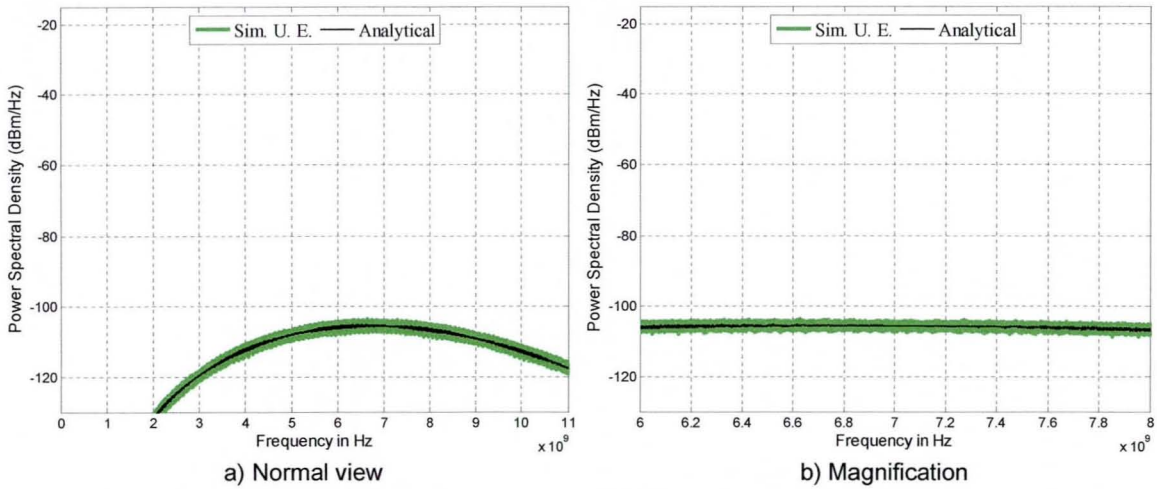 Sim. U. E. Analytical
Power Spectral Density (dBm/Hz)
-20
-40
-60
-80
-100
-120
0 1 2 3 4 5 6 7 8 9 10 11
Frequency in Hz
x 10^9
a) Normal view
Sim. U. E. Analytical
Power Spectral Density (dBm/Hz)
-20
-40
-60
-80
-100
-120
6 6.2 6.4 6.6 6.8 7 7.2 7.4 7.6 7.8 8
Frequency in Hz
x 10^9
b) Magnification